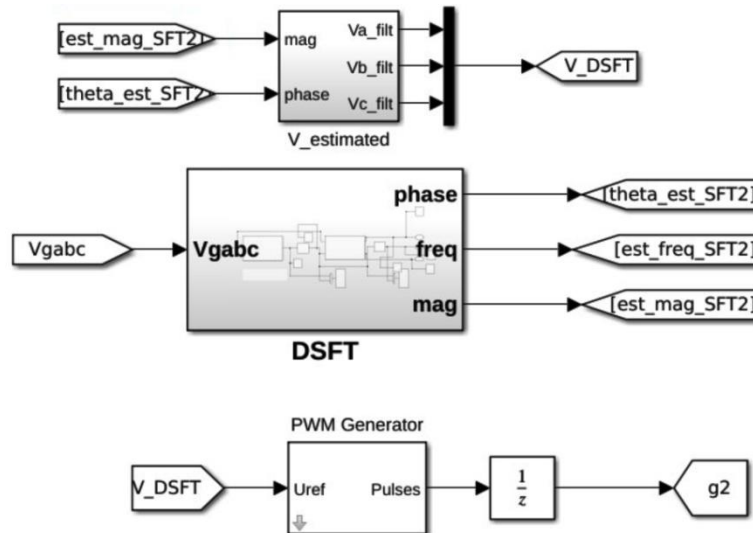 [est_mag_SFT2]
mag
Va_filt
Vb_filt
V_DSFT
[theta_est_SFT2
phase
Vc_filt
V_estimated
phase
[theta_est_SFT2]
Vgabc
Vgabc
freq
[est_freq_SFT2]
mag
[est_mag_SFT2]
DSFT
PWM Generator
V_DSFT
Uref
Pulses
1
z
g2